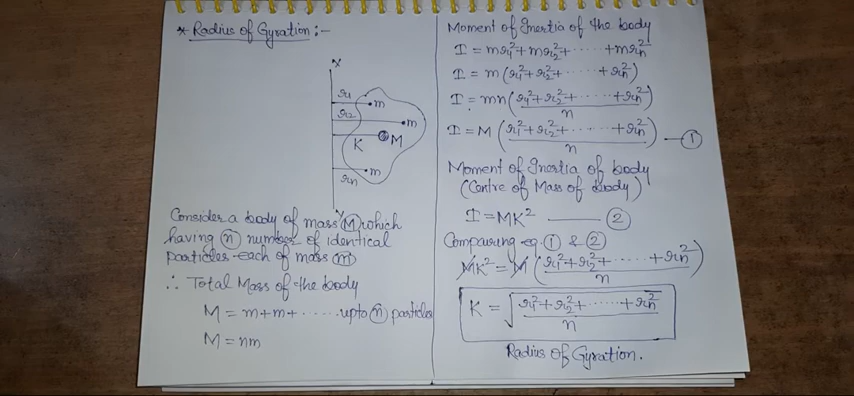 * Radius of Gyration :-
X
r1
m
r2
m
K
M
rn
m
Y
Consider a body of mass (M) which
having (n) number of identical
particles each of mass (m)
∴ Total Mass of the body
M = m+m+ ...... upto (n) particles
M = nm
Moment of Inertia of the body
I = mr1²+mr2²+ ...... +mrn²
I = m(r1²+r2²+ ...... +rn²)
I = mn(r1²+r2²+ ...... +rn²)/n
I = M(r1²+r2²+ ...... +rn²)/n —— (1)
Moment of Inertia of body
(Centre of Mass of body)
I = MK² —— (2)
Comparing eq. (1) & (2)
MK² = M(r1²+r2²+ ...... +rn²)/n
K = √(r1²+r2²+ ...... +rn²)/n
Radius of Gyration.